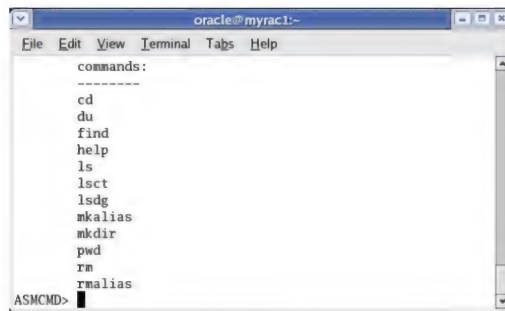 oracle@myrac1:~
File Edit View Terminal Tabs Help
commands:
--------
cd
du
find
help
ls
lsct
lsdg
mkalias
mkdir
pwd
rm
rmalias
ASMCMD>